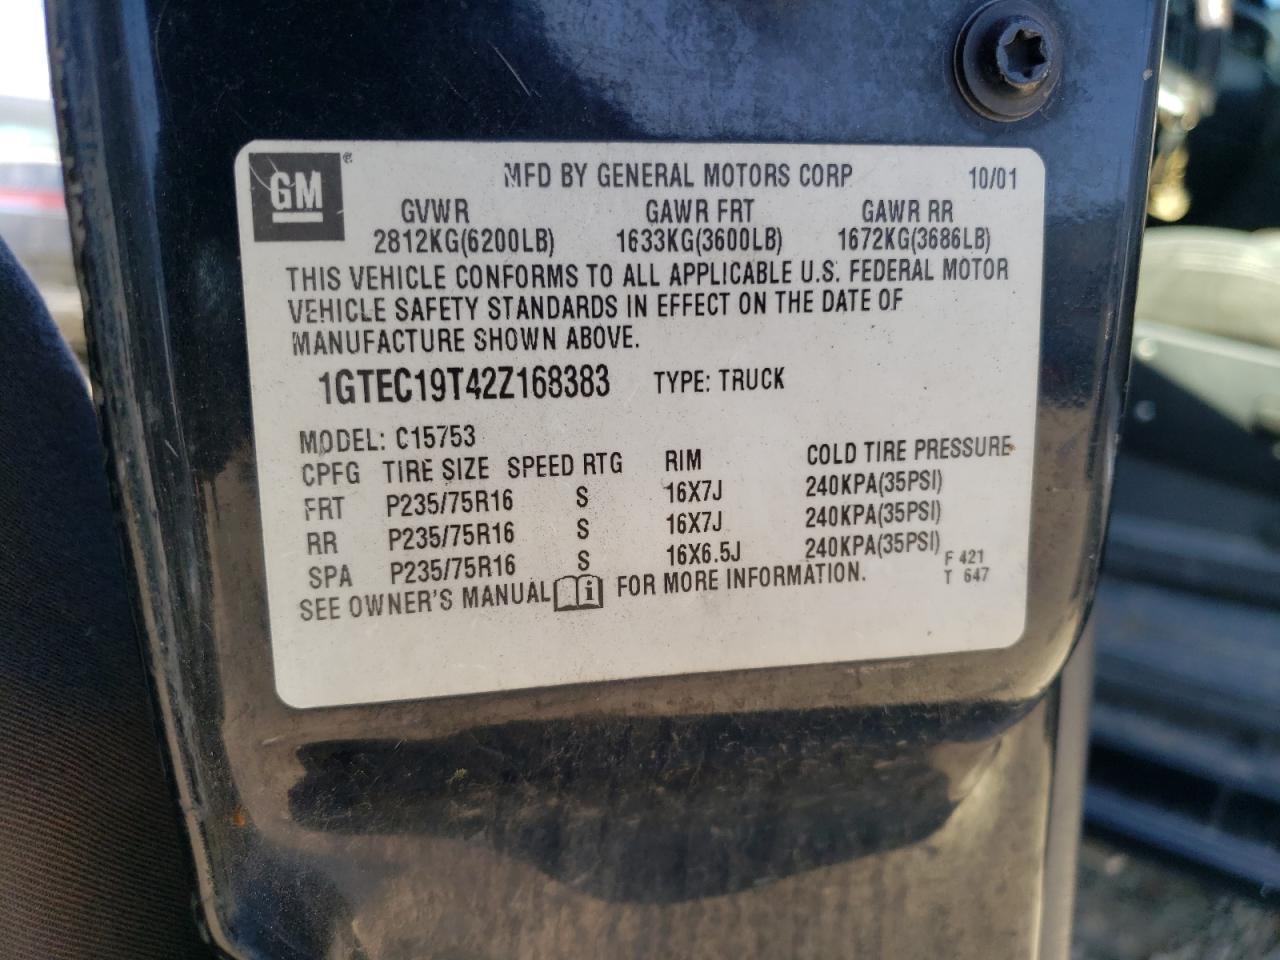 GM ® MFD BY GENERAL MOTORS CORP 10/01
GVWR GAWR FRT GAWR RR
2812KG(6200LB) 1633KG(3600LB) 1672KG(3686LB)
THIS VEHICLE CONFORMS TO ALL APPLICABLE U.S. FEDERAL MOTOR
VEHICLE SAFETY STANDARDS IN EFFECT ON THE DATE OF
MANUFACTURE SHOWN ABOVE.
1GTEC19T42Z168383 TYPE: TRUCK
MODEL: C15753
CPFG TIRE SIZE SPEED RTG RIM COLD TIRE PRESSURE
FRT P235/75R16 S 16X7J 240KPA(35PSI)
RR P235/75R16 S 16X7J 240KPA(35PSI)
SPA P235/75R16 S 16X6.5J 240KPA(35PSI)
F 421
SEE OWNER'S MANUAL i FOR MORE INFORMATION.
T 647